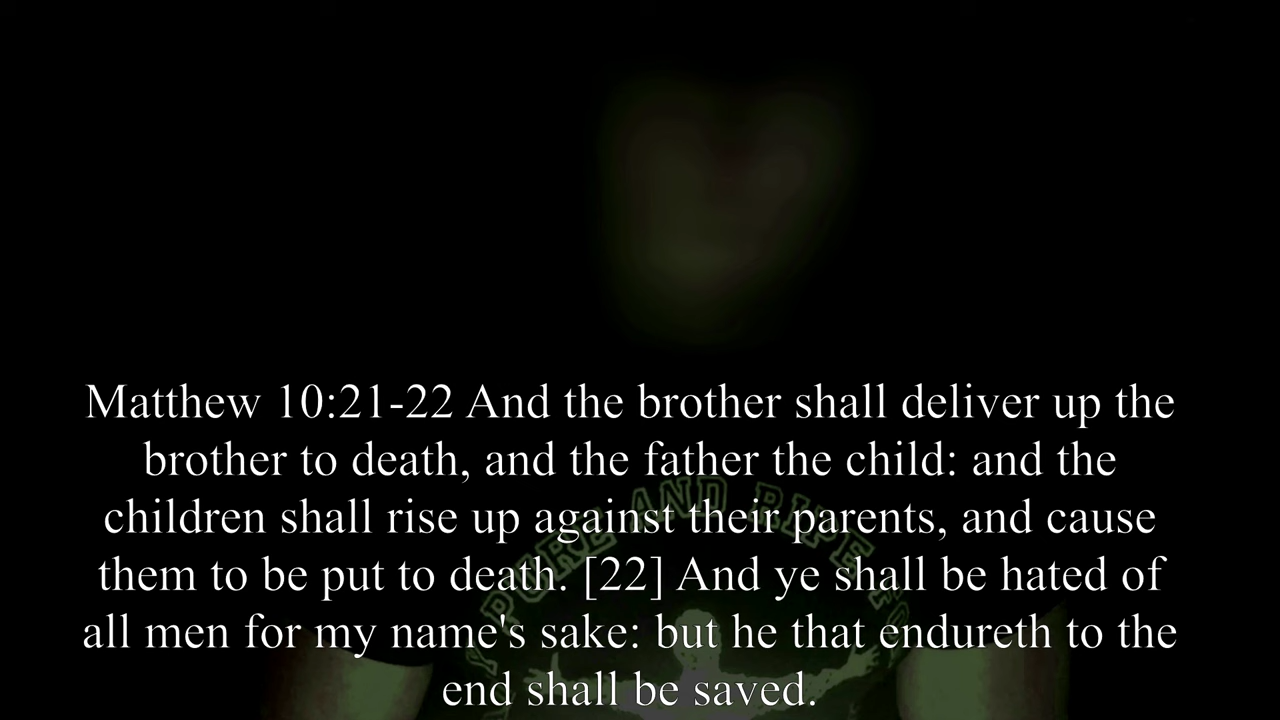 Matthew 10:21-22 And the brother shall deliver up the
brother to death, and the father the child: and the
children shall rise up against their parents, and cause
them to be put to death. [22] And ye shall be hated of
all men for my name's sake: but he that endureth to the
end shall be saved.
PURE AND RIPE